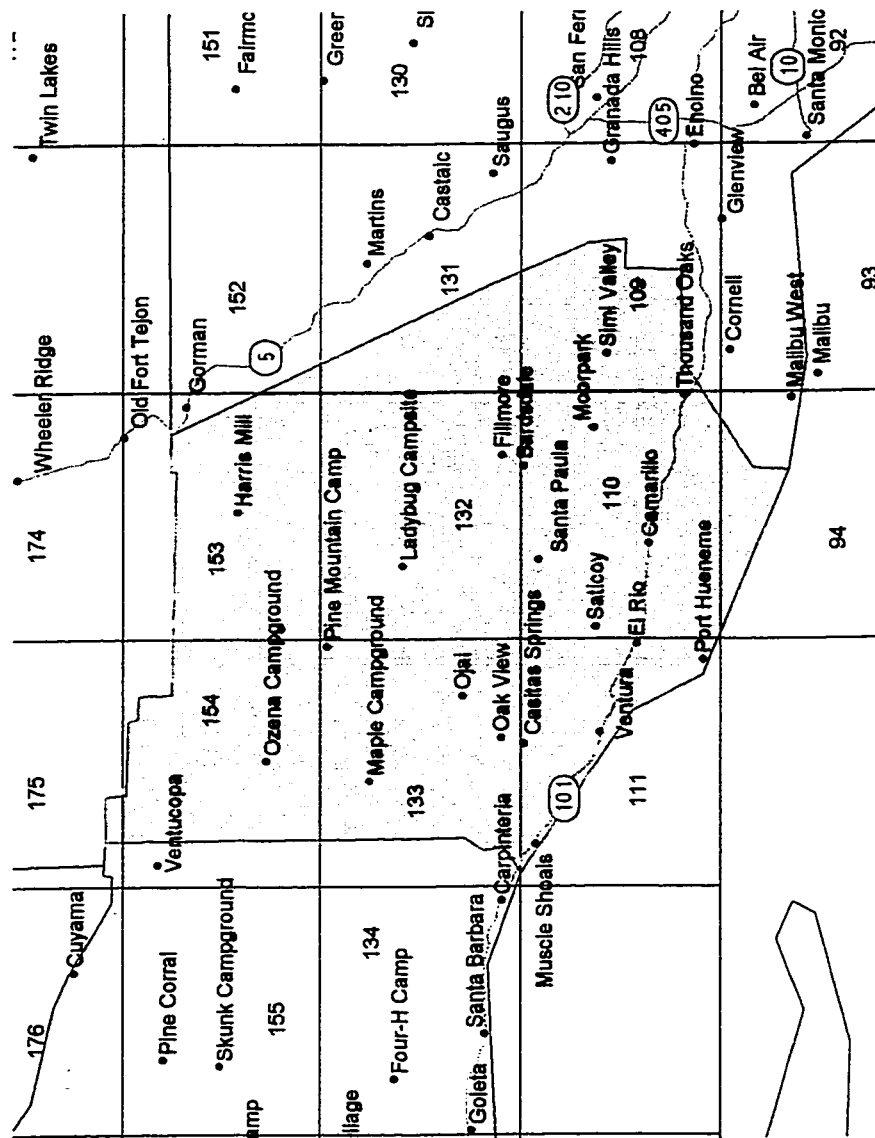 176
175
174
Cuyama
Wheeler Ridge
Twin Lakes
Old Fort Tejon
Pine Corral
Ventucopa
Gorman
Skunk Campground
154
153
152
151
155
Ozena Campground
Harris Mill
Fairmc
5
amp
Pine Mountain Camp
Greer
llage
134
Maple Campground
Martins
130
Four-H Camp
133
Ladybug Campsite
Castaic
SI
Goleta
Santa Barbara
Ojai
132
131
Carpinteria
Oak View
Fillmore
Saugus
Muscle Shoals
Casitas Springs
Bardsdale
Santa Paula
101
210
San Fern
Ventura
Saticoy
Moorpark
Simi Valley
Granada Hills
111
El Rio
110
109
108
Camarillo
405
Port Hueneme
Thousand Oaks
Encino
Cornell
Glenview
Bel Air
Malibu West
10
Malibu
Santa Monic
94
93
92